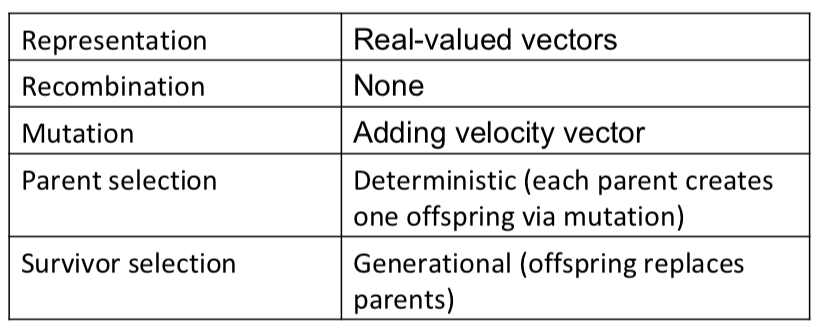 Representation
Real-valued vectors
Recombination
None
Mutation
Adding velocity vector
Parent selection
Deterministic (each parent creates
one offspring via mutation)
Survivor selection
Generational (offspring replaces
parents)